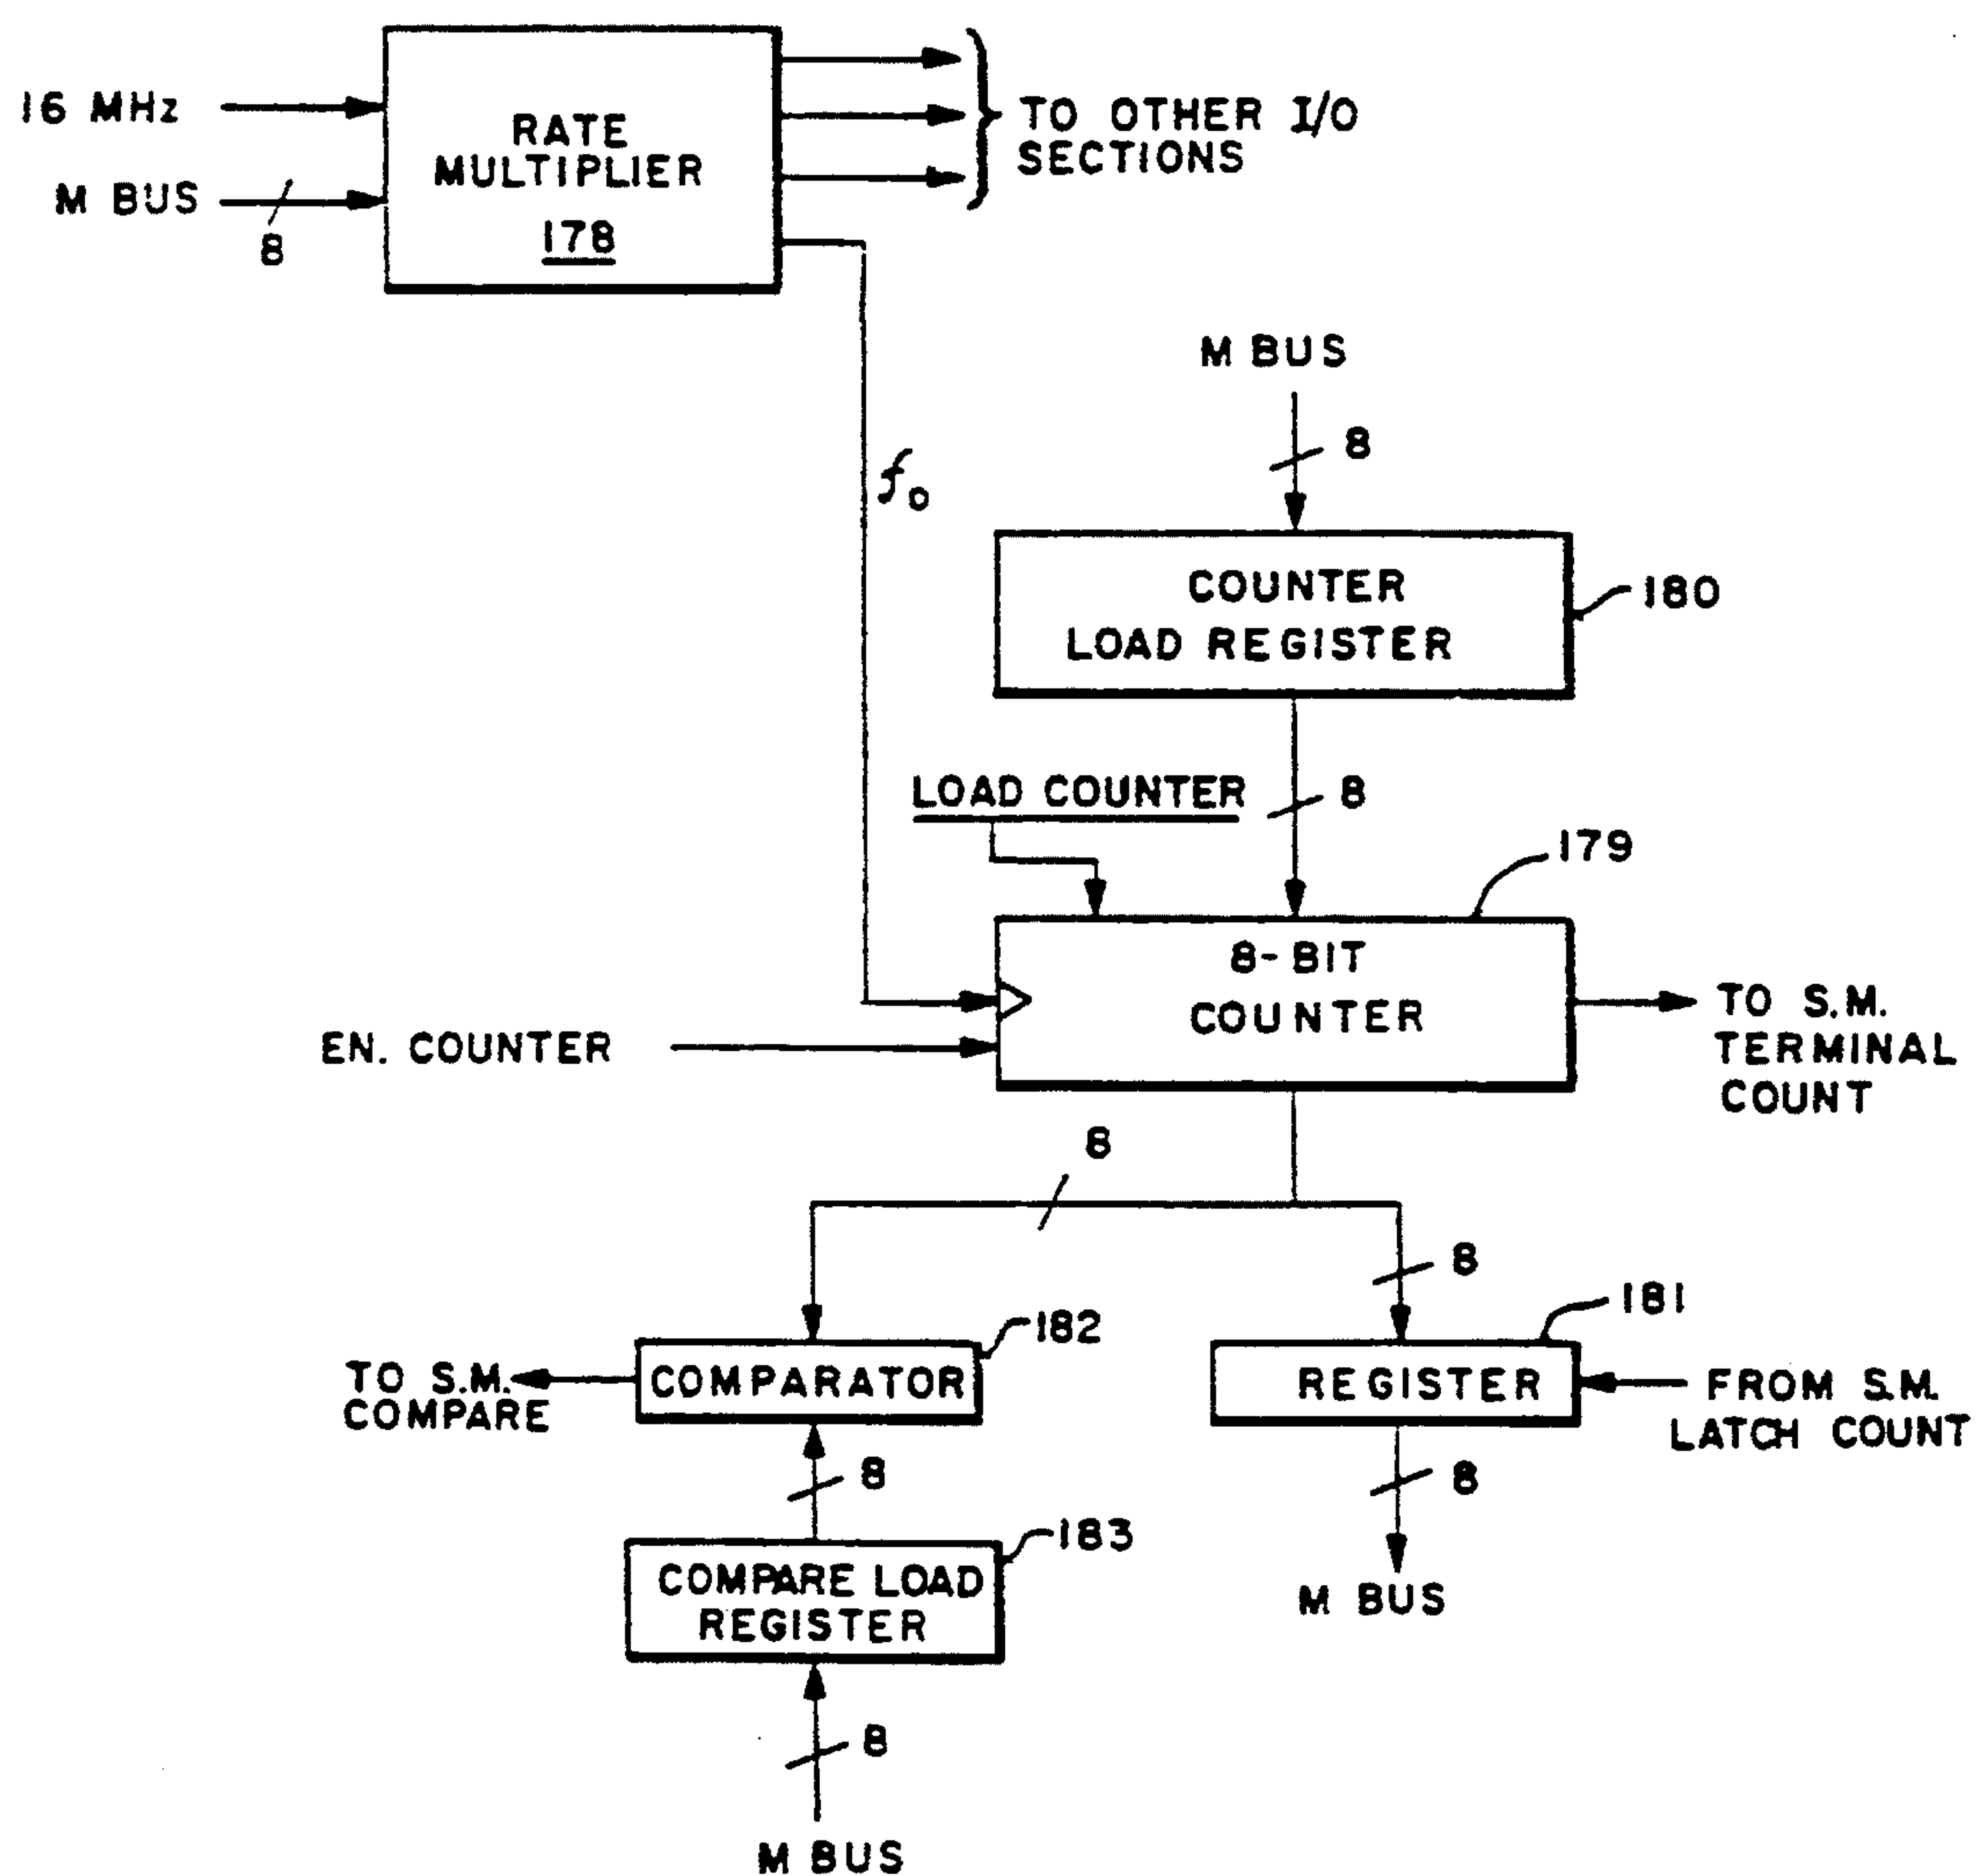 16 MHz
M BUS
8
RATE
MULTIPLIER
178
TO OTHER I/O
SECTIONS
f0
M BUS
8
COUNTER
LOAD REGISTER
180
LOAD COUNTER
8
179
8-BIT
COUNTER
EN. COUNTER
TO S.M.
TERMINAL
COUNT
8
8
182
181
TO S.M.
COMPARE
COMPARATOR
REGISTER
FROM S.M.
LATCH COUNT
8
8
183
COMPARE LOAD
REGISTER
M BUS
8
M BUS